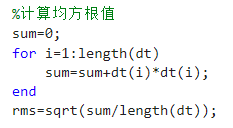 %计算均方根值
sum=0;
for i=1:length(dt)
    sum=sum+dt(i)*dt(i);
end
rms=sqrt(sum/length(dt));